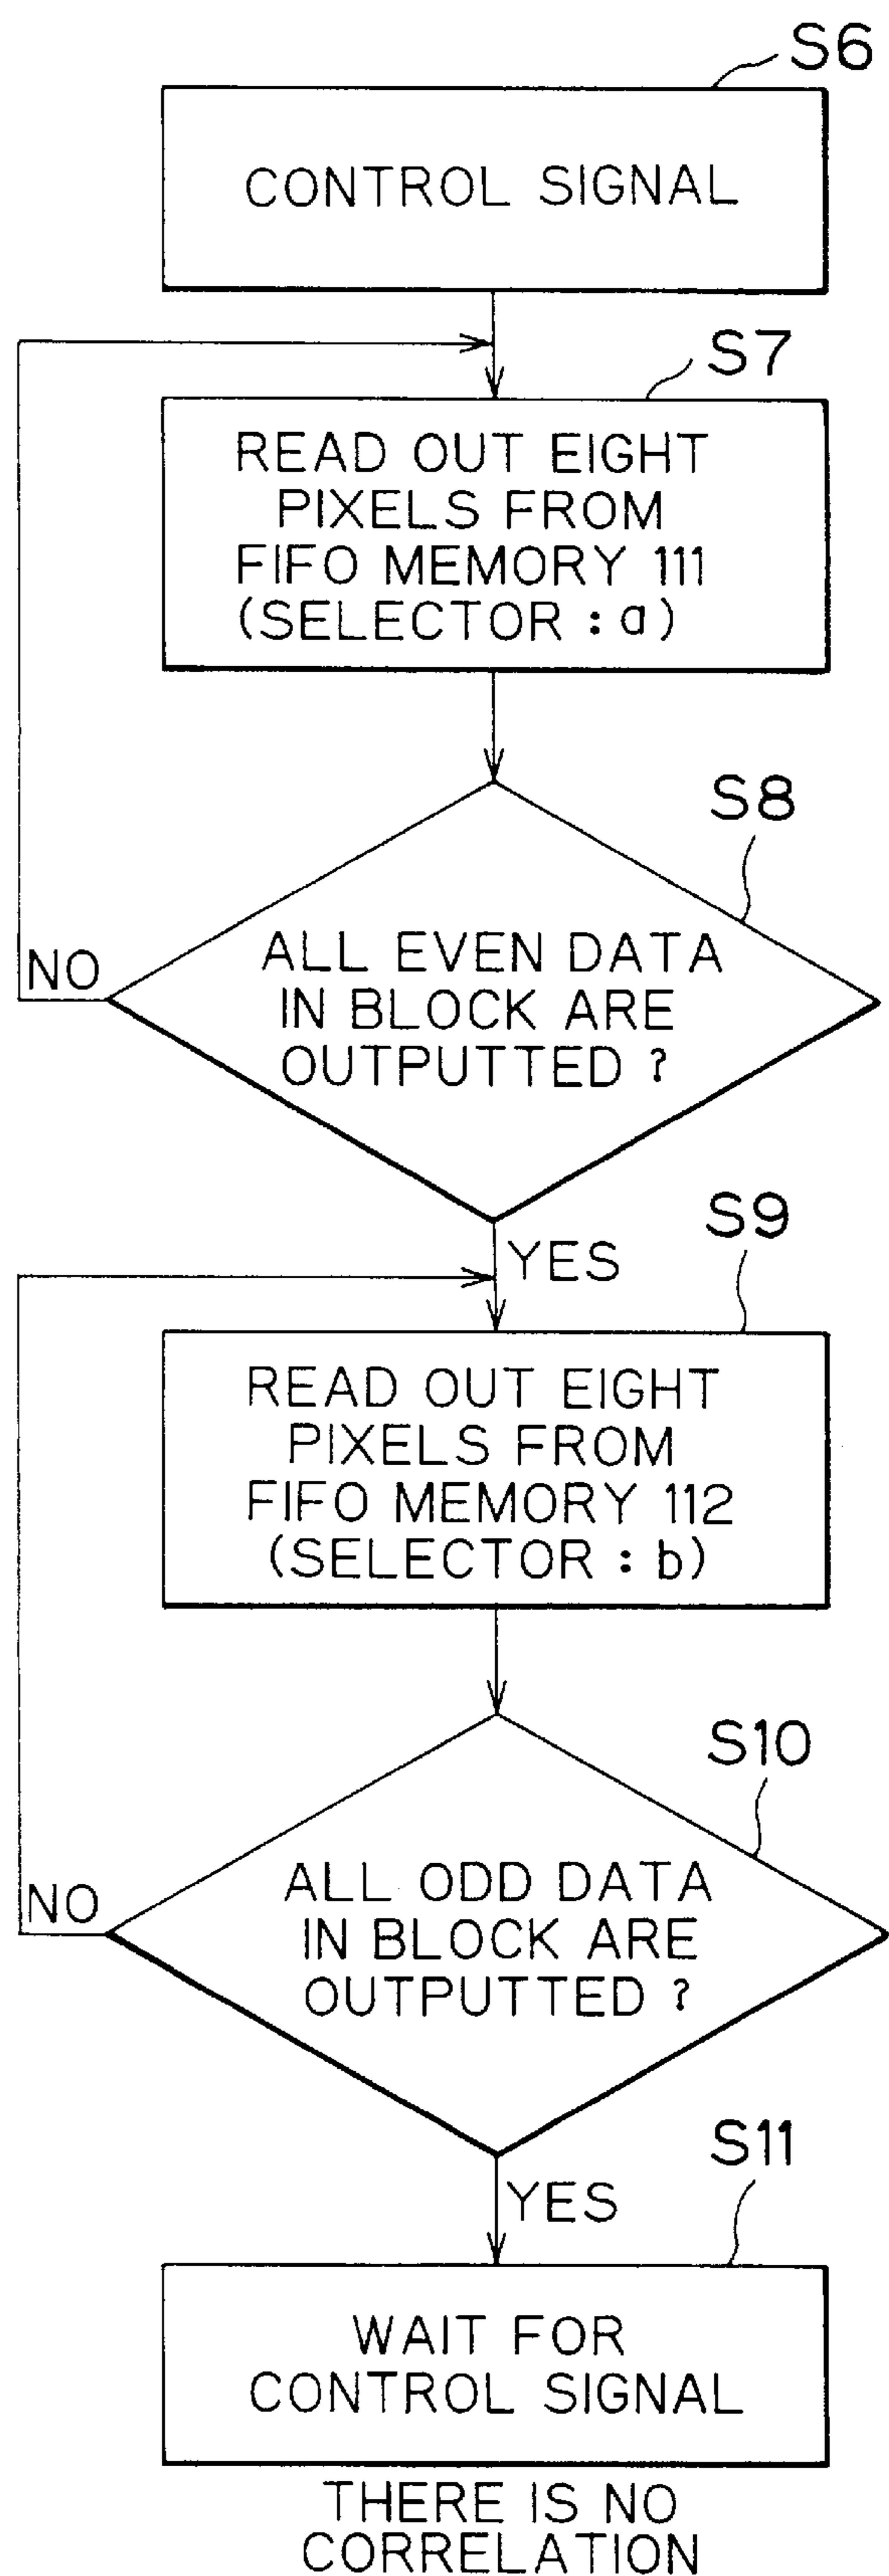 S6
CONTROL SIGNAL
S7
READ OUT EIGHT
PIXELS FROM
FIFO MEMORY 111
(SELECTOR : a)
S8
ALL EVEN DATA
IN BLOCK ARE
OUTPUTTED ?
NO
YES
S9
READ OUT EIGHT
PIXELS FROM
FIFO MEMORY 112
(SELECTOR : b)
S10
ALL ODD DATA
IN BLOCK ARE
OUTPUTTED ?
NO
YES
S11
WAIT FOR
CONTROL SIGNAL
THERE IS NO
CORRELATION